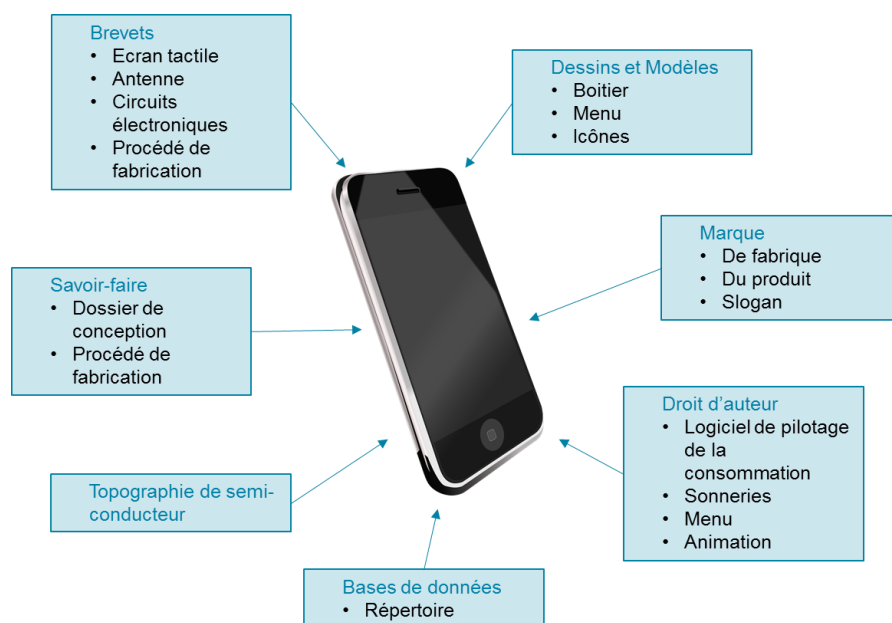 Brevets
• Ecran tactile
• Antenne
• Circuits
électroniques
• Procédé de
fabrication
Dessins et Modèles
• Boitier
• Menu
• Icônes
Marque
• De fabrique
• Du produit
• Slogan
Savoir-faire
• Dossier de
conception
• Procédé de
fabrication
Droit d'auteur
• Logiciel de pilotage
de la
consommation
• Sonneries
• Menu
• Animation
Topographie de semi-
conducteur
Bases de données
• Répertoire